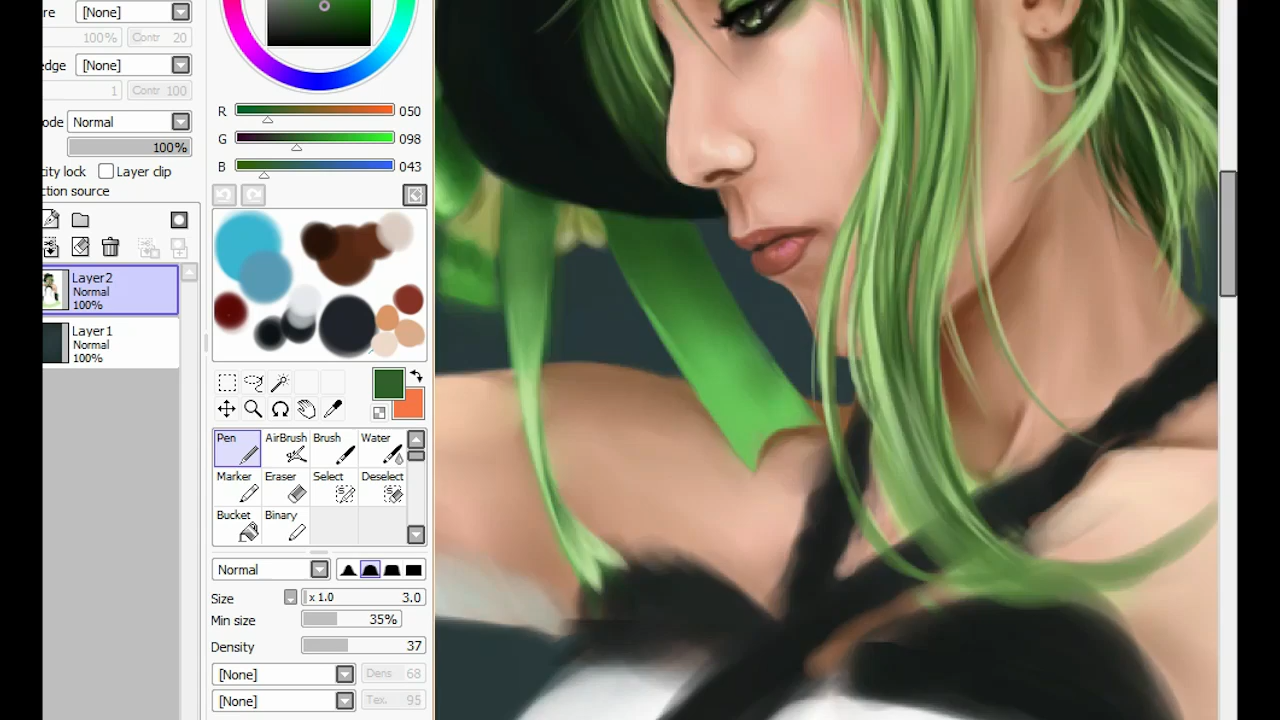 re [None]
100% Contr 20
edge [None]
1 Contr 100
ode Normal
100%
ity lock Layer clip
ction source
Layer2
Normal
100%
Layer1
Normal
100%
R 050
G 098
B 043
Pen AirBrush Brush Water
Marker Eraser Select Deselect
Bucket Binary
Normal
Size x 1.0 3.0
Min size 35%
Density 37
[None] Dens 68
[None] Tex. 95